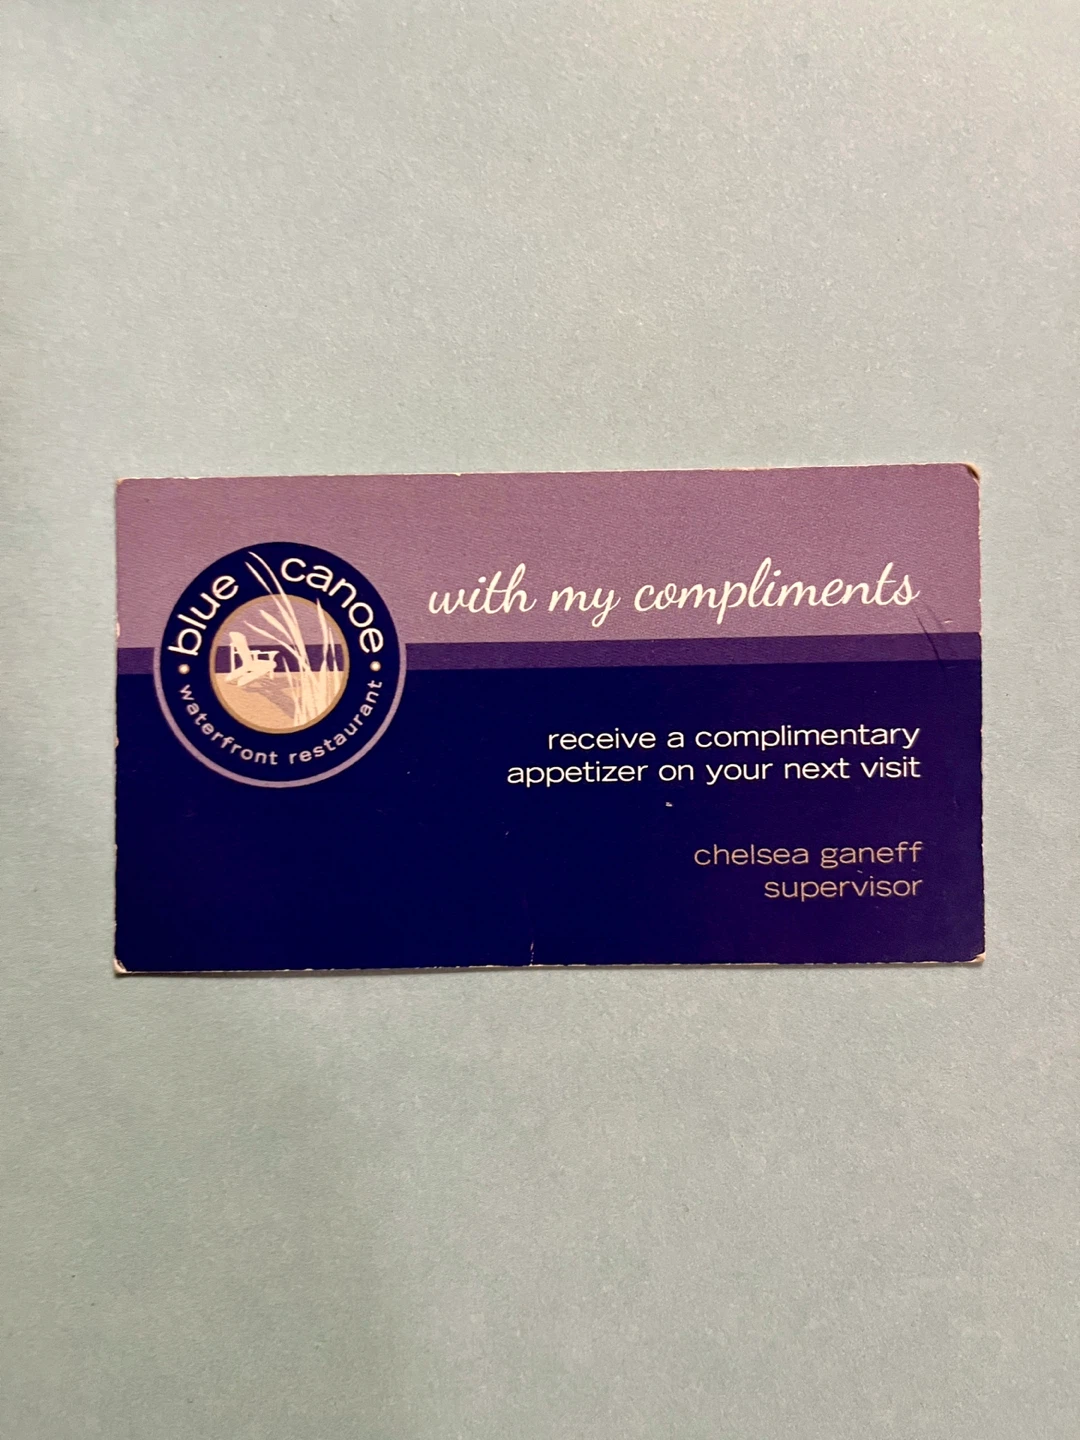 blue canoe
waterfront restaurant
with my compliments
receive a complimentary
appetizer on your next visit
chelsea ganeff
supervisor